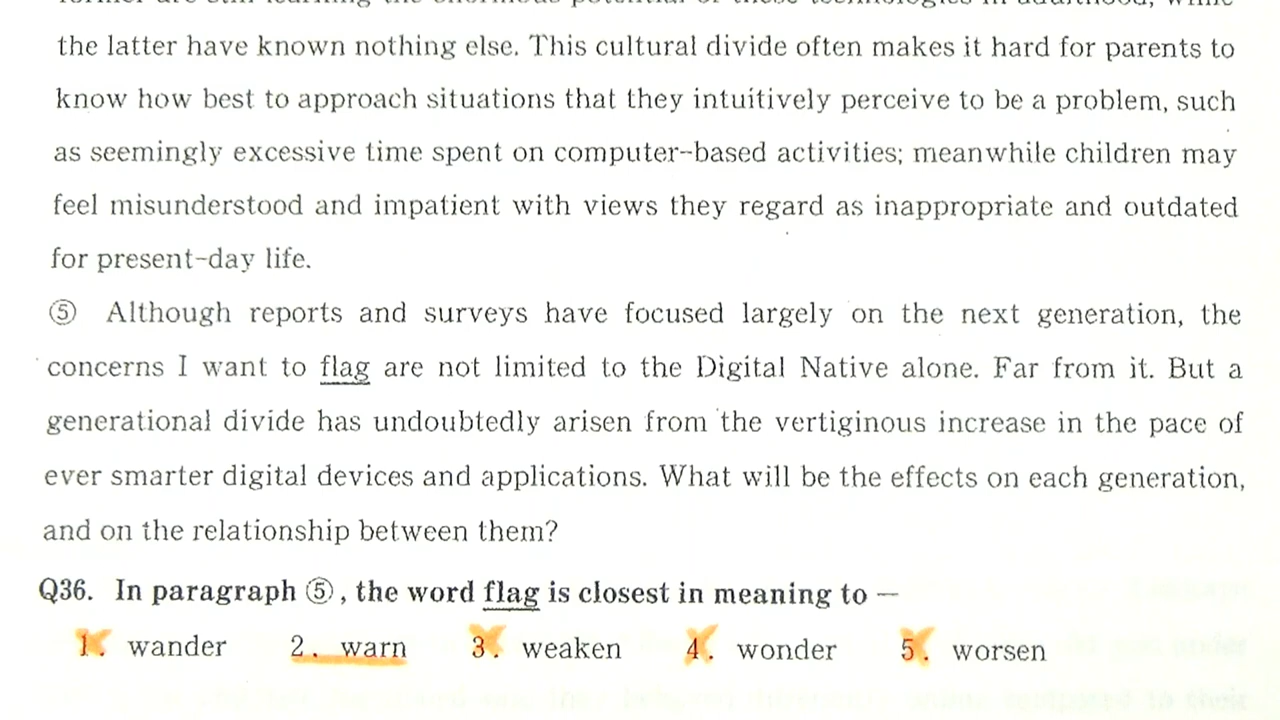 the latter have known nothing else. This cultural divide often makes it hard for parents to
know how best to approach situations that they intuitively perceive to be a problem, such
as seemingly excessive time spent on computer-based activities; meanwhile children may
feel misunderstood and impatient with views they regard as inappropriate and outdated
for present-day life.
⑤ Although reports and surveys have focused largely on the next generation, the
concerns I want to flag are not limited to the Digital Native alone. Far from it. But a
generational divide has undoubtedly arisen from the vertiginous increase in the pace of
ever smarter digital devices and applications. What will be the effects on each generation,
and on the relationship between them?
Q36. In paragraph ⑤, the word flag is closest in meaning to —
1. wander 2. warn 3. weaken 4. wonder 5. worsen